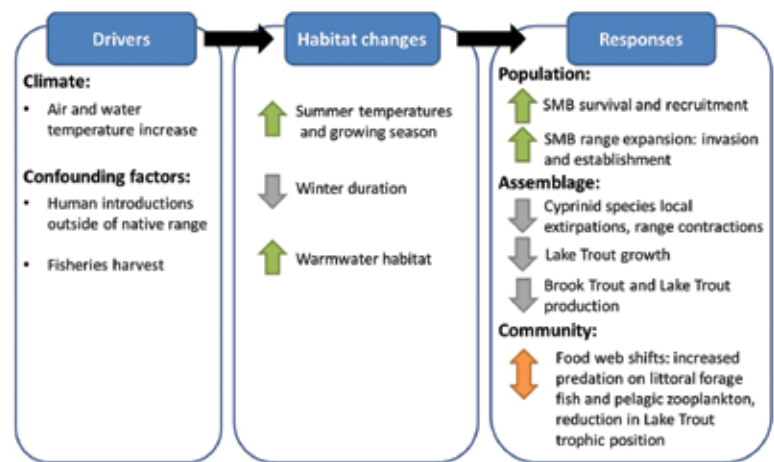 Drivers
Climate:
• Air and water
temperature increase
Confounding factors:
• Human introductions
outside of native range
• Fisheries harvest
Habitat changes
Summer temperatures
and growing season
Winter duration
Warmwater habitat
Responses
Population:
SMB survival and recruitment
SMB range expansion: invasion
and establishment
Assemblage:
Cyprinid species local
extirpations, range contractions
Lake Trout growth
Brook Trout and Lake Trout
production
Community:
Food web shifts: increased
predation on littoral forage
fish and pelagic zooplankton,
reduction in Lake Trout
trophic position